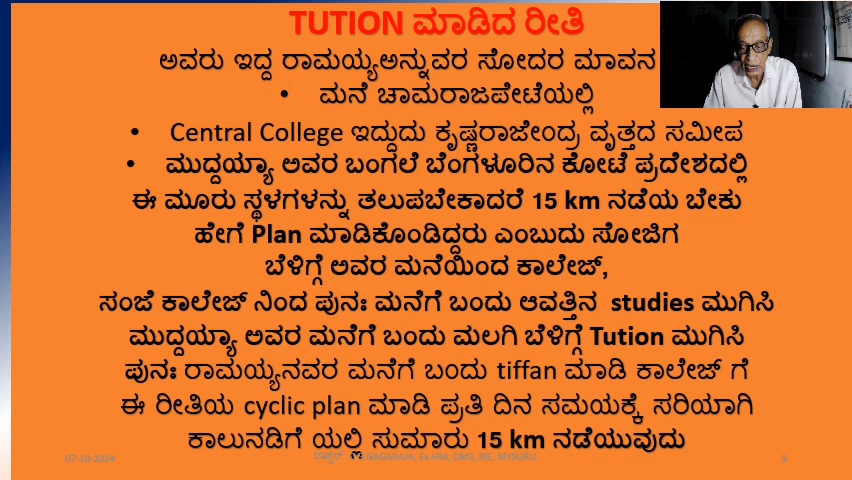 TUTION ಮಾಡಿದ ರೀತಿ
ಅವರು ಇದ್ದ ರಾಮಯ್ಯಅನ್ನುವರ ಸೋದರ ಮಾವನ
• ಮನೆ ಚಾಮರಾಜಪೇಟೆಯಲ್ಲಿ
• Central College ಇದ್ದುದು ಕೃಷ್ಣರಾಜೇಂದ್ರ ವೃತ್ತದ ಸಮೀಪ
• ಮುದ್ದಯ್ಯಾ ಅವರ ಬಂಗಲೆ ಬೆಂಗಳೂರಿನ ಕೋಟೆ ಪ್ರದೇಶದಲ್ಲಿ
ಈ ಮೂರು ಸ್ಥಳಗಳನ್ನು ತಲುಪಬೇಕಾದರೆ 15 km ನಡೆಯ ಬೇಕು
ಹೇಗೆ Plan ಮಾಡಿಕೊಂಡಿದ್ದರು ಎಂಬುದು ಸೋಜಿಗ
ಬೆಳಿಗ್ಗೆ ಅವರ ಮನೆಯಿಂದ ಕಾಲೇಜ್,
ಸಂಜೆ ಕಾಲೇಜ್ ನಿಂದ ಪುನಃ ಮನೆಗೆ ಬಂದು ಆವತ್ತಿನ studies ಮುಗಿಸಿ
ಮುದ್ದಯ್ಯಾ ಅವರ ಮನೆಗೆ ಬಂದು ಮಲಗಿ ಬೆಳಿಗ್ಗೆ Tution ಮುಗಿಸಿ
ಪುನಃ ರಾಮಯ್ಯನವರ ಮನೆಗೆ ಬಂದು tiffan ಮಾಡಿ ಕಾಲೇಜ್ ಗೆ
ಈ ರೀತಿಯ cyclic plan ಮಾಡಿ ಪ್ರತಿ ದಿನ ಸಮಯಕ್ಕೆ ಸರಿಯಾಗಿ
ಕಾಲುನಡಿಗೆ ಯಲ್ಲಿ ಸುಮಾರು 15 km ನಡೆಯುವುದು
07-10-2024 NAGARAJA, Ex-HM, DMS, RIE, MYSURU.